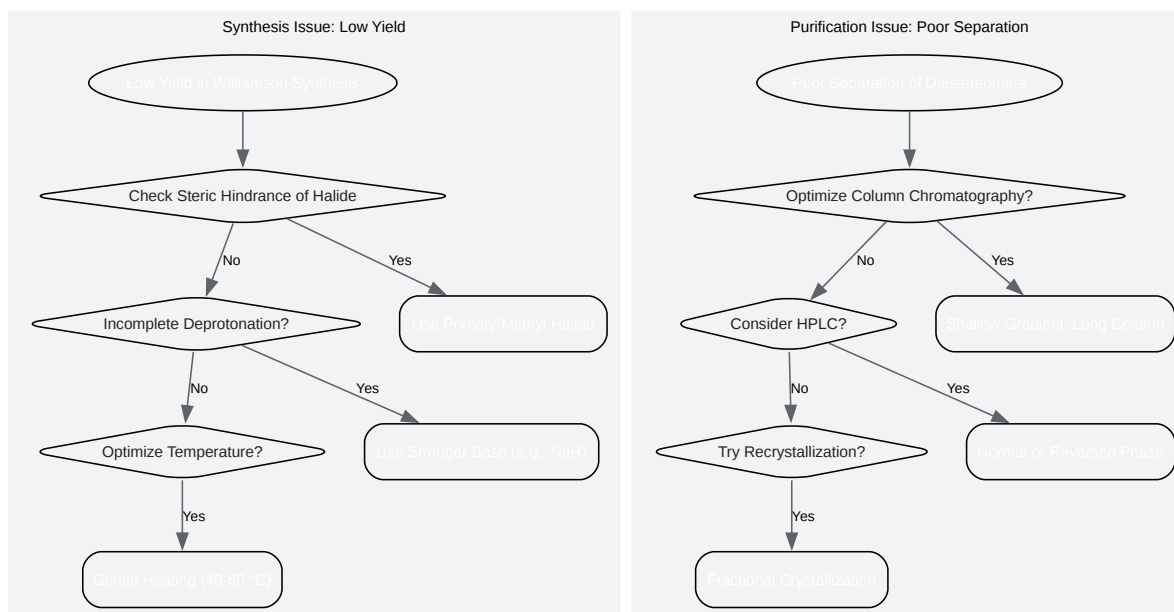 Synthesis Issue: Low Yield
Low Yield in Williamson Synthesis
Check Steric Hindrance of Halide
No
Yes
Incomplete Deprotonation?
Use Primary/Methyl Halide
No
Yes
Optimize Temperature?
Use Stronger Base (e.g., NaH)
Yes
Gentle Heating (40-60 °C)
Purification Issue: Poor Separation
Poor Separation of Diastereomers
Optimize Column Chromatography?
No
Yes
Consider HPLC?
Shallow Gradient, Long Column
No
Yes
Try Recrystallization?
Normal or Reversed Phase
Yes
Fractional Crystallization